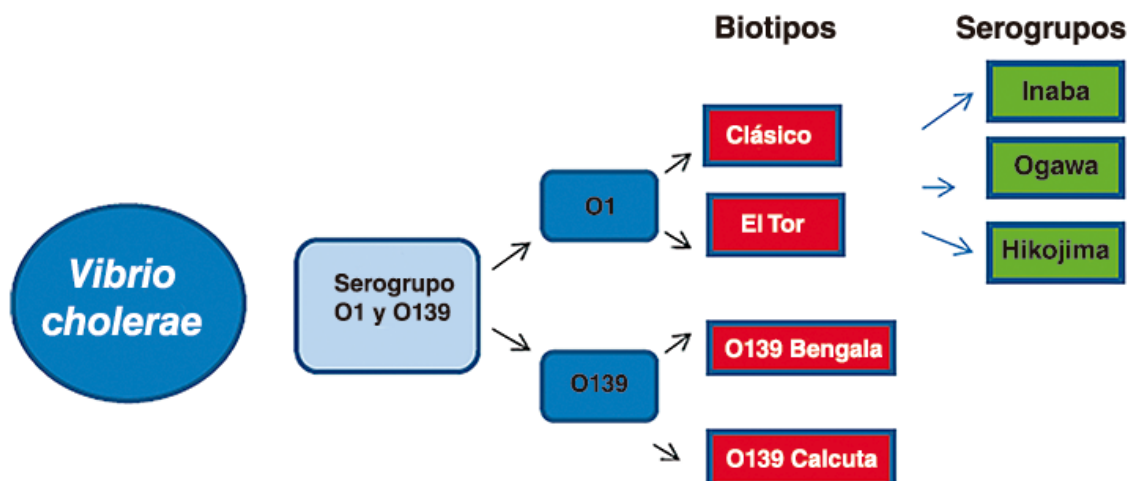 Biotipos
Serogrupos
Inaba
Clásico
Ogawa
O1
El Tor
Hikojima
Vibrio
cholerae
Serogrupo
O1 y O139
O139 Bengala
O139
O139 Calcuta